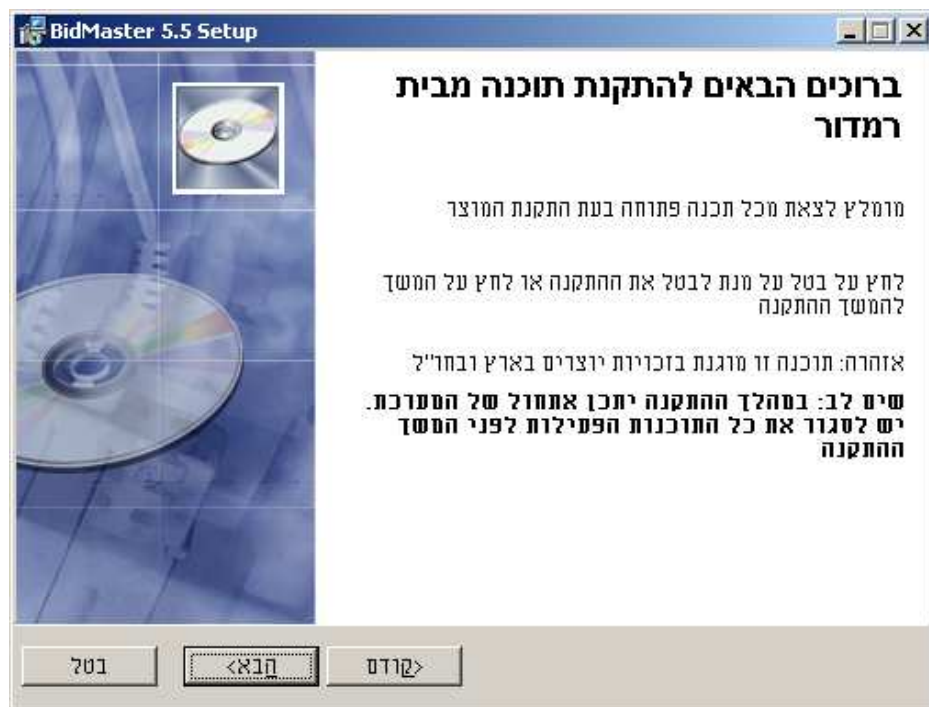 BidMaster 5.5 Setup
ברוכים הבאים להתקנת תוכנה מבית
רמדור
מומלץ לצאת מכל תכנה פתוחה בעת התקנת המוצר
לחץ על בטל על מנת לבטל את ההתקנה או לחץ על המשך
להמשך ההתקנה
אזהרה: תוכנה זו מוגנת בזכויות יוצרים בארץ ובחו''ל
שים לב: במהלך ההתקנה יתכן אתחול של המערכת.
יש לסגור את כל התוכנות הפעילות לפני המשך
ההתקנה
<קודם
הבא>
בטל